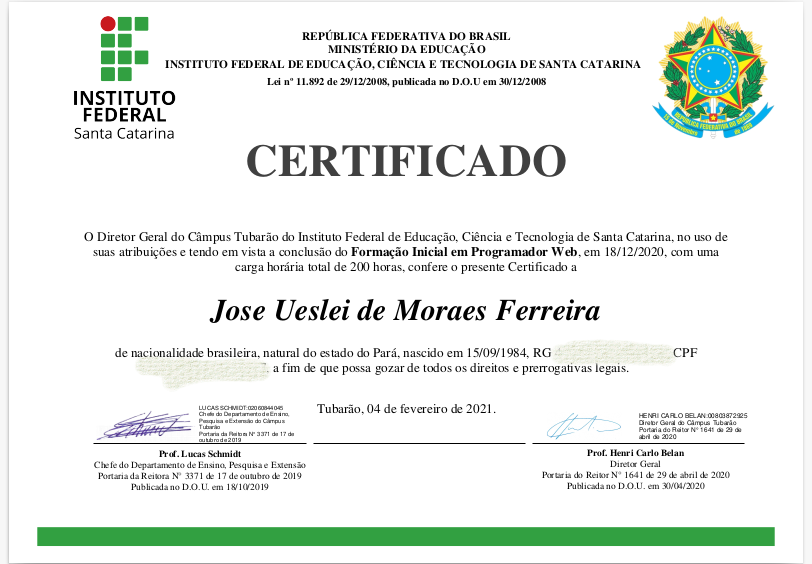 INSTITUTO
FEDERAL
Santa Catarina
REPÚBLICA FEDERATIVA DO BRASIL
MINISTÉRIO DA EDUCAÇÃO
INSTITUTO FEDERAL DE EDUCAÇÃO, CIÊNCIA E TECNOLOGIA DE SANTA CATARINA
Lei nº 11.892 de 29/12/2008, publicada no D.O.U em 30/12/2008
REPÚBLICA FEDERATIVA DO BRASIL
15 de Novembro de 1889
CERTIFICADO
O Diretor Geral do Câmpus Tubarão do Instituto Federal de Educação, Ciência e Tecnologia de Santa Catarina, no uso de
suas atribuições e tendo em vista a conclusão do Formação Inicial em Programador Web, em 18/12/2020, com uma
carga horária total de 200 horas, confere o presente Certificado a
Jose Ueslei de Moraes Ferreira
de nacionalidade brasileira, natural do estado do Pará, nascido em 15/09/1984, RG CPF
, a fim de que possa gozar de todos os direitos e prerrogativas legais.
Tubarão, 04 de fevereiro de 2021.
LUCAS SCHMIDT:02060844045
Chefe do Departamento de Ensino,
Pesquisa e Extensão do Câmpus
Tubarão
Portaria da Reitora N° 3371 de 17 de
outubro de 2019
Prof. Lucas Schmidt
Chefe do Departamento de Ensino, Pesquisa e Extensão
Portaria da Reitora N° 3371 de 17 de outubro de 2019
Publicada no D.O.U. em 18/10/2019
HENRI CARLO BELAN:00803872925
Diretor Geral do Câmpus Tubarão
Portaria do Reitor N° 1641 de 29 de
abril de 2020
Prof. Henri Carlo Belan
Diretor Geral
Portaria do Reitor N° 1641 de 29 de abril de 2020
Publicada no D.O.U. em 30/04/2020